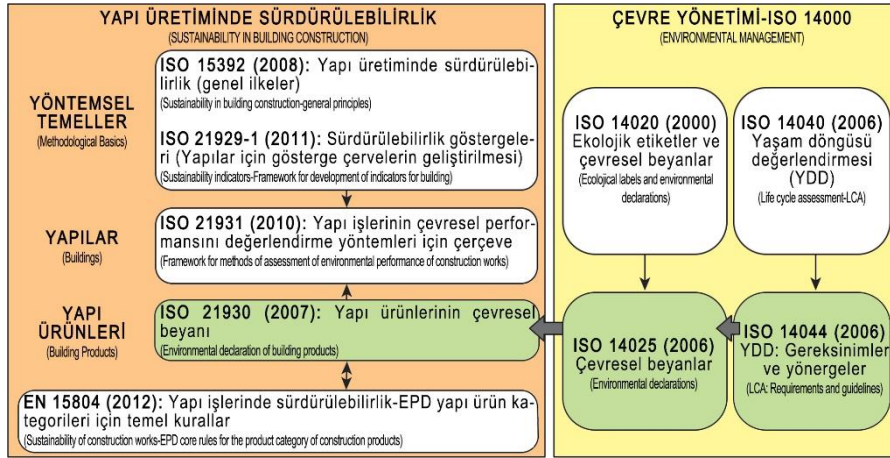 YAPI ÜRETİMİNDE SÜRDÜRÜLEBİLİRLİK
(SUSTAINABILITY IN BUILDING CONSTRUCTION)
YÖNTEMSEL
TEMELLER
(Methodological Basics)
ISO 15392 (2008): Yapı üretiminde sürdürülebi-
lirlik (genel ilkeler)
(Sustainability in building construction-general principles)
ISO 21929-1 (2011): Sürdürülebilirlik göstergele-
ri (Yapılar için gösterge çervelerin geliştirilmesi)
(Sustainability indicators-Framework for development of indicators for building)
YAPILAR
(Buildings)
ISO 21931 (2010): Yapı işlerinin çevresel perfor-
mansını değerlendirme yöntemleri için çerçeve
(Framework for methods of assessment of environmental performance of construction works)
YAPI
ÜRÜNLERİ
(Building Products)
ISO 21930 (2007): Yapı ürünlerinin çevresel
beyanı
(Environmental declaration of building products)
EN 15804 (2012): Yapı işlerinde sürdürülebilirlik-EPD yapı ürün ka-
tegorileri için temel kurallar
(Sustainability of construction works-EPD core rules for the product category of construction products)
ÇEVRE YÖNETİMİ-ISO 14000
(ENVIRONMENTAL MANAGEMENT)
ISO 14020 (2000)
Ekolojik etiketler ve
çevresel beyanlar
(Ecolojical labels and environmental
declarations)
ISO 14040 (2006)
Yaşam döngüsü
değerlendirmesi
(YDD)
(Life cycle assessment-LCA)
ISO 14025 (2006)
Çevresel beyanlar
(Environmental declarations)
ISO 14044 (2006)
YDD: Gereksinimler
ve yönergeler
(LCA: Requirements and guidelines)